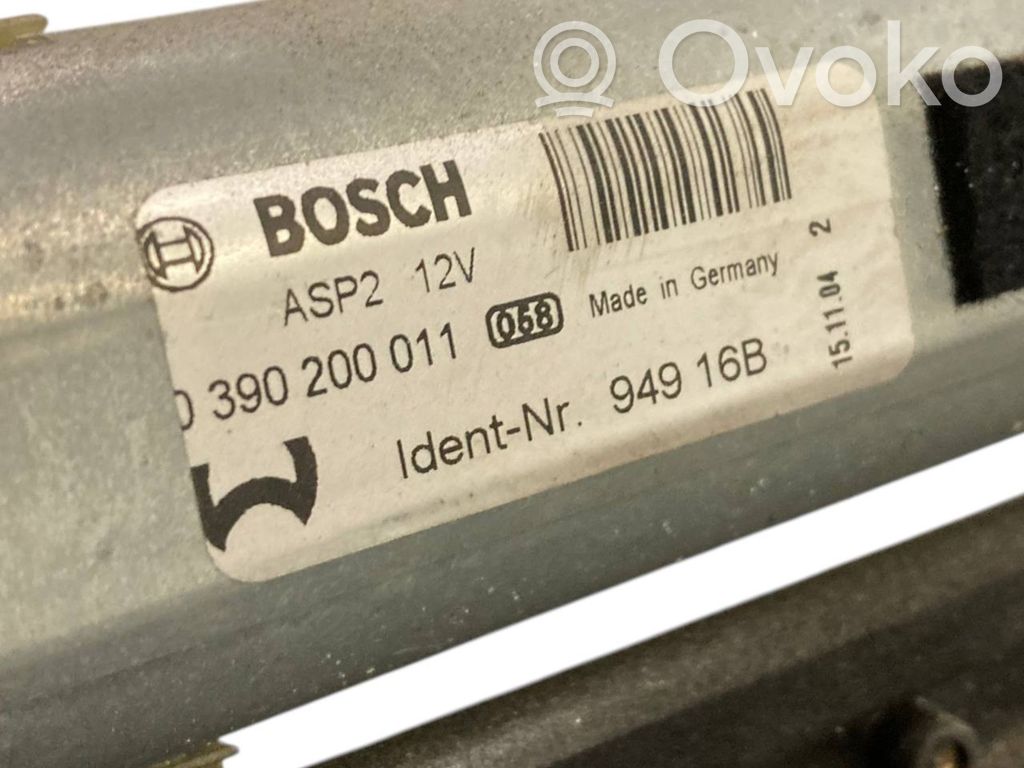 Ovoko
BOSCH
ASP2 12V
0 390 200 011 058 Made in Germany
Ident-Nr. 949 16B
15.11.04 2